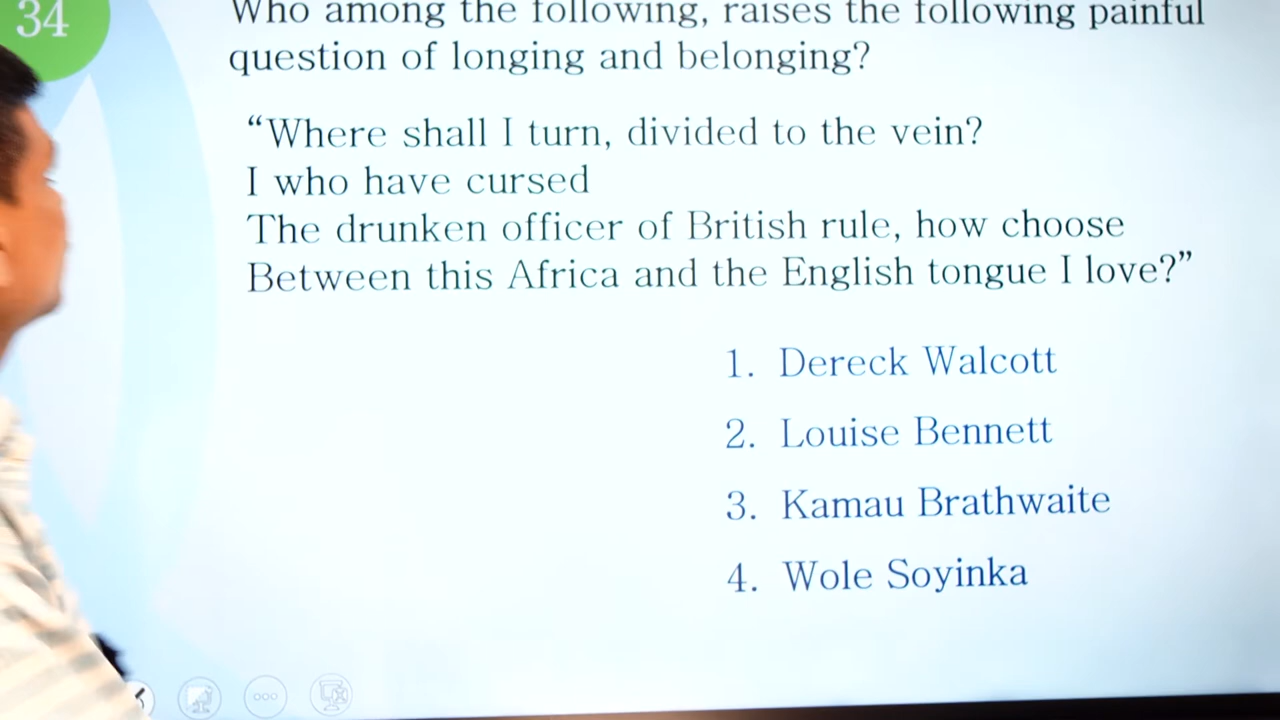 34
Who among the following, raises the following painful
question of longing and belonging?
“Where shall I turn, divided to the vein?
I who have cursed
The drunken officer of British rule, how choose
Between this Africa and the English tongue I love?”
1. Dereck Walcott
2. Louise Bennett
3. Kamau Brathwaite
4. Wole Soyinka